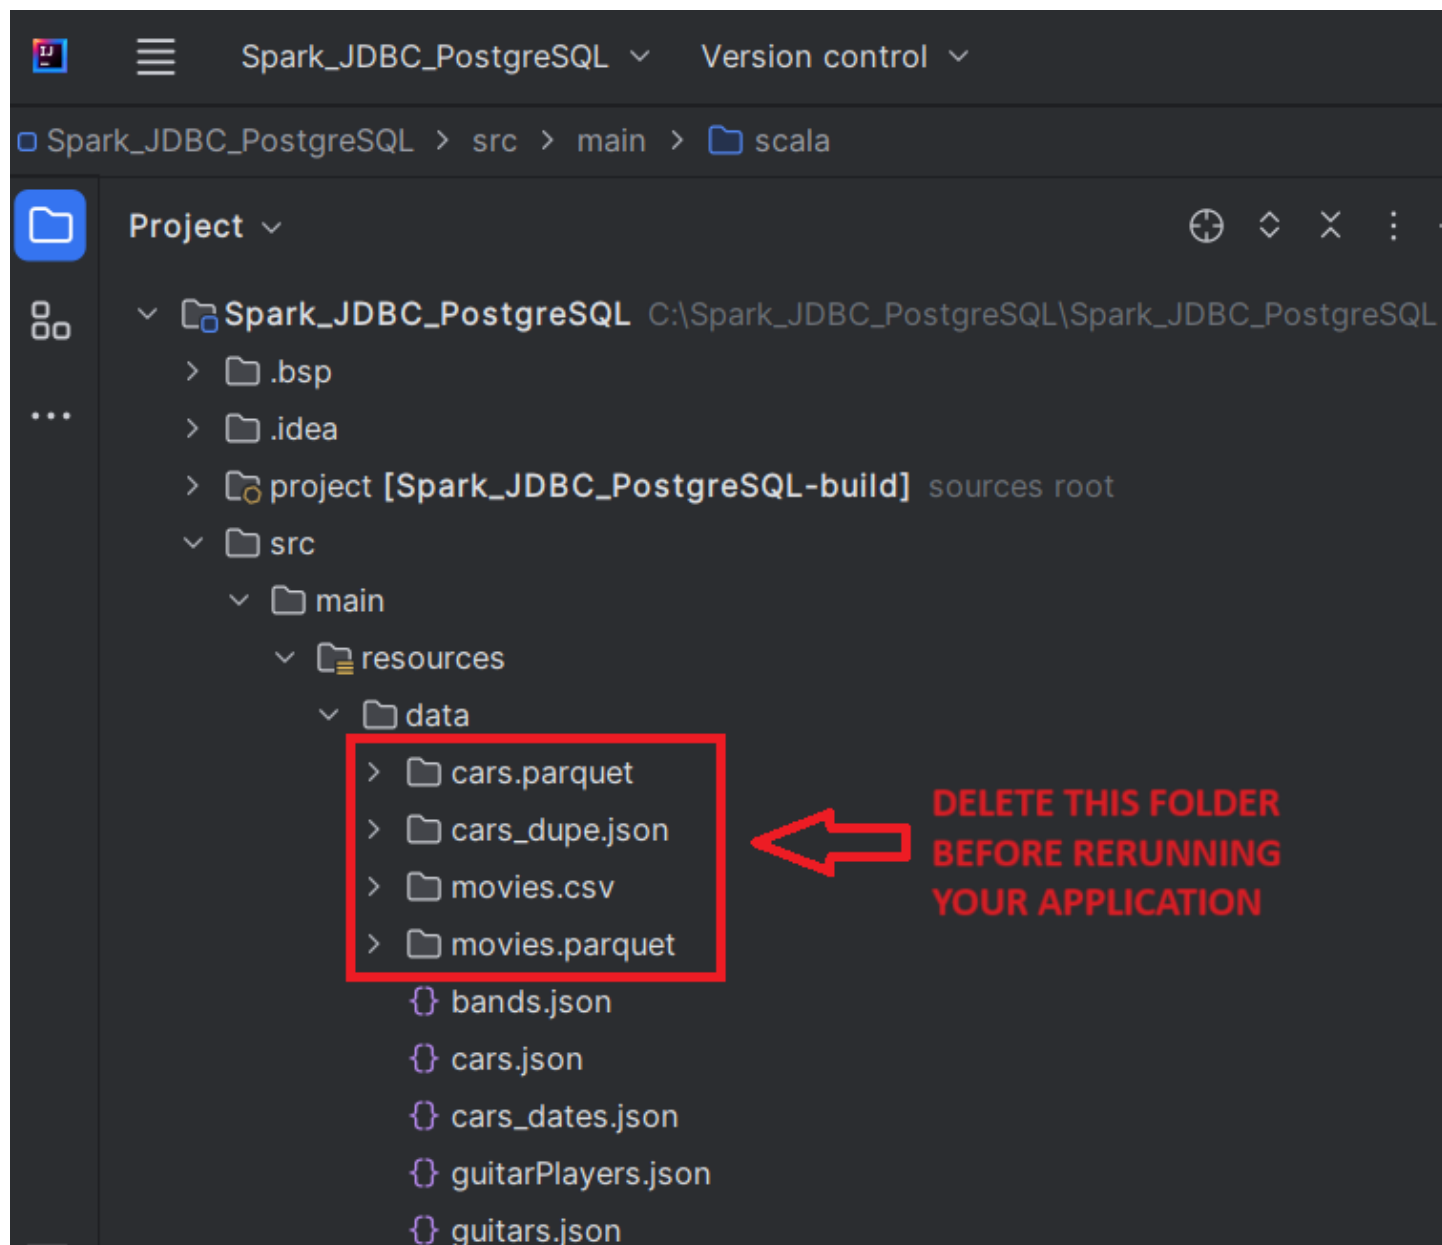 IJ
Spark_JDBC_PostgreSQL Version control
Spark_JDBC_PostgreSQL > src > main > scala
Project
Spark_JDBC_PostgreSQL C:\Spark_JDBC_PostgreSQL\Spark_JDBC_PostgreSQL
.bsp
.idea
project [Spark_JDBC_PostgreSQL-build] sources root
src
main
resources
data
cars.parquet
cars_dupe.json
movies.csv
movies.parquet
DELETE THIS FOLDER
BEFORE RERUNNING
YOUR APPLICATION
bands.json
cars.json
cars_dates.json
guitarPlayers.json
guitars.json